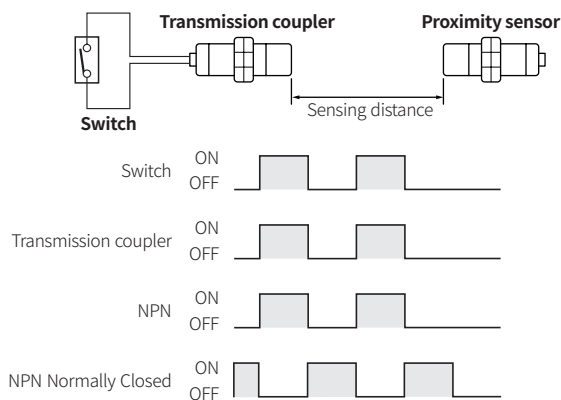 Transmission coupler
Proximity sensor
Sensing distance
Switch
Switch
ON
OFF
Transmission coupler
ON
OFF
NPN
ON
OFF
NPN Normally Closed
ON
OFF